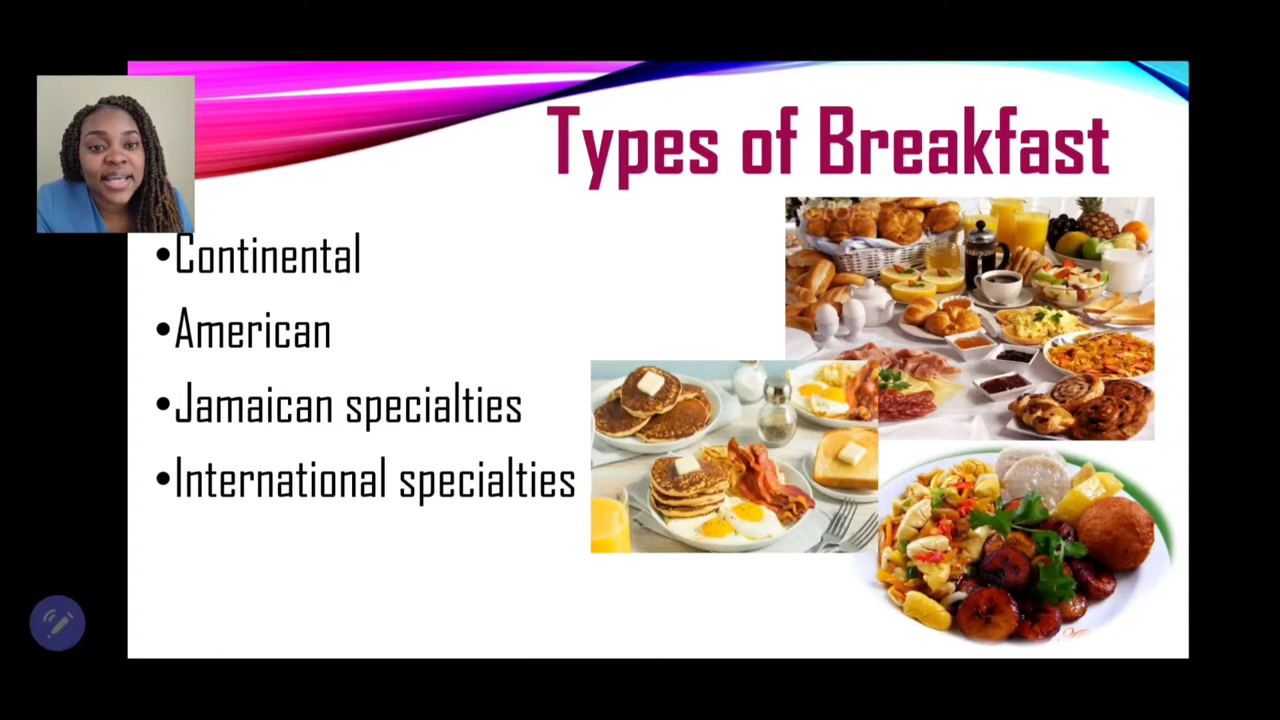 Types of Breakfast
•Continental
•American
•Jamaican specialties
•International specialties